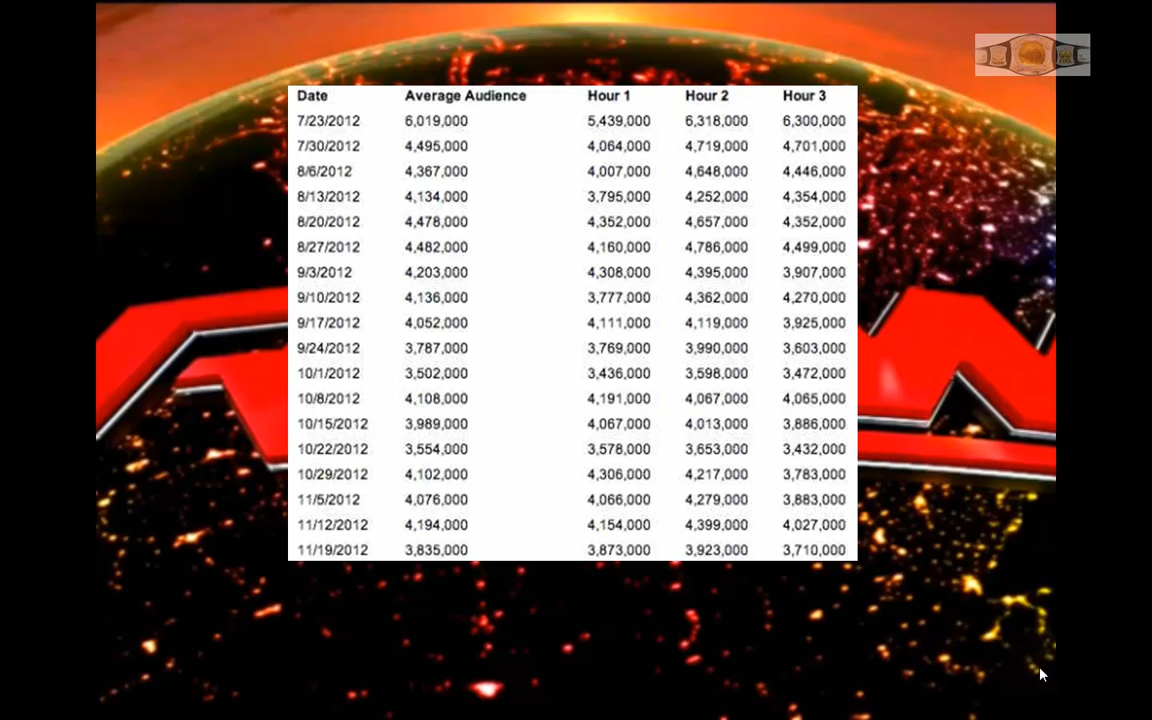 Date Average Audience Hour 1 Hour 2 Hour 3
7/23/2012 6,019,000 5,439,000 6,318,000 6,300,000
7/30/2012 4,495,000 4,064,000 4,719,000 4,701,000
8/6/2012 4,367,000 4,007,000 4,648,000 4,446,000
8/13/2012 4,134,000 3,795,000 4,252,000 4,354,000
8/20/2012 4,478,000 4,352,000 4,657,000 4,352,000
8/27/2012 4,482,000 4,160,000 4,786,000 4,499,000
9/3/2012 4,203,000 4,308,000 4,395,000 3,907,000
9/10/2012 4,136,000 3,777,000 4,362,000 4,270,000
9/17/2012 4,052,000 4,111,000 4,119,000 3,925,000
9/24/2012 3,787,000 3,769,000 3,990,000 3,603,000
10/1/2012 3,502,000 3,436,000 3,598,000 3,472,000
10/8/2012 4,108,000 4,191,000 4,067,000 4,065,000
10/15/2012 3,989,000 4,067,000 4,013,000 3,886,000
10/22/2012 3,554,000 3,578,000 3,653,000 3,432,000
10/29/2012 4,102,000 4,306,000 4,217,000 3,783,000
11/5/2012 4,076,000 4,066,000 4,279,000 3,883,000
11/12/2012 4,194,000 4,154,000 4,399,000 4,027,000
11/19/2012 3,835,000 3,873,000 3,923,000 3,710,000